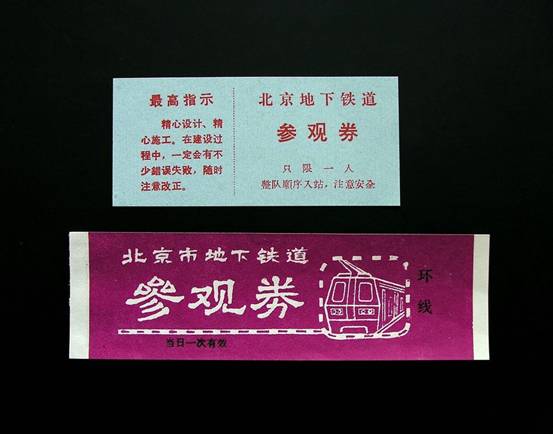 最高指示
精心设计、精
心施工。在建设过
程中，一定会有不
少錯误失败，随时
注意改正。
北京地下铁道
参观券
只限一人
整队顺序入站，注意安全
北京市地下铁道
参观券
环
线
当日一次有效